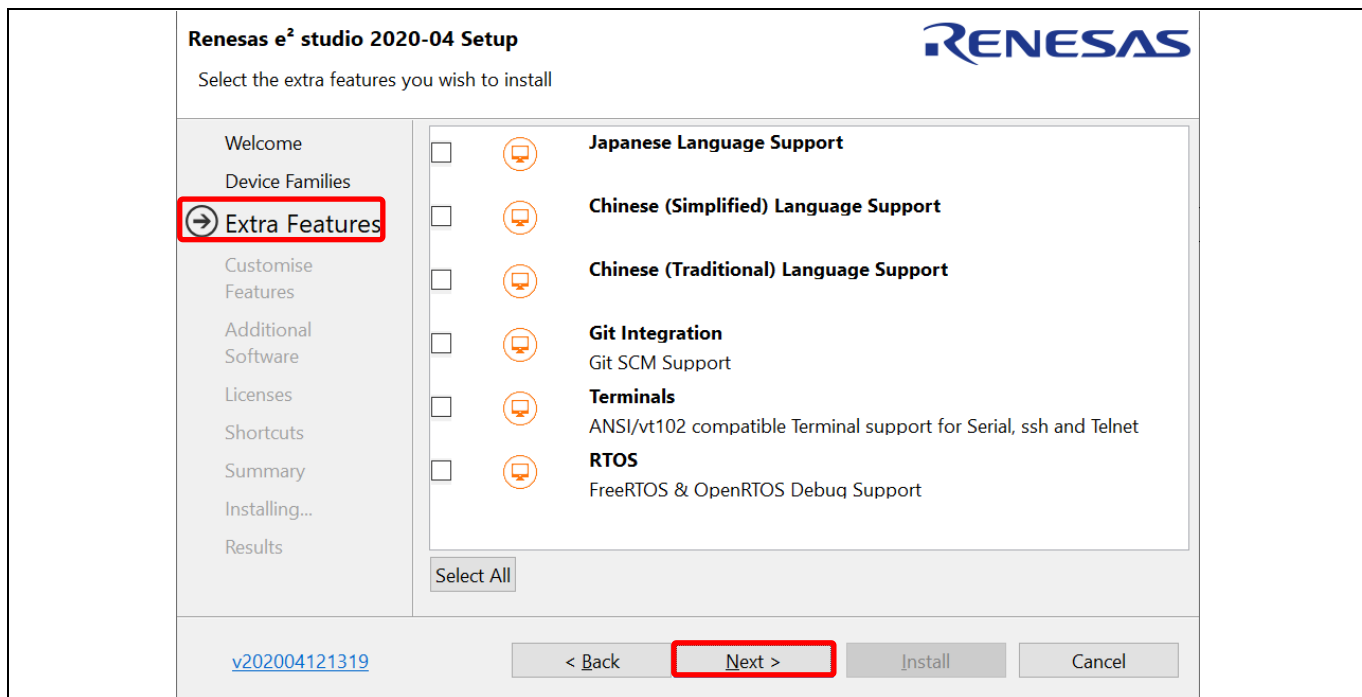 Renesas e² studio 2020-04 Setup
RENESAS
Select the extra features you wish to install
Welcome
Device Families
Extra Features
Customise
Features
Additional
Software
Licenses
Shortcuts
Summary
Installing...
Results
Japanese Language Support
Chinese (Simplified) Language Support
Chinese (Traditional) Language Support
Git Integration
Git SCM Support
Terminals
ANSI/vt102 compatible Terminal support for Serial, ssh and Telnet
RTOS
FreeRTOS & OpenRTOS Debug Support
Select All
v202004121319
< Back
Next >
Install
Cancel